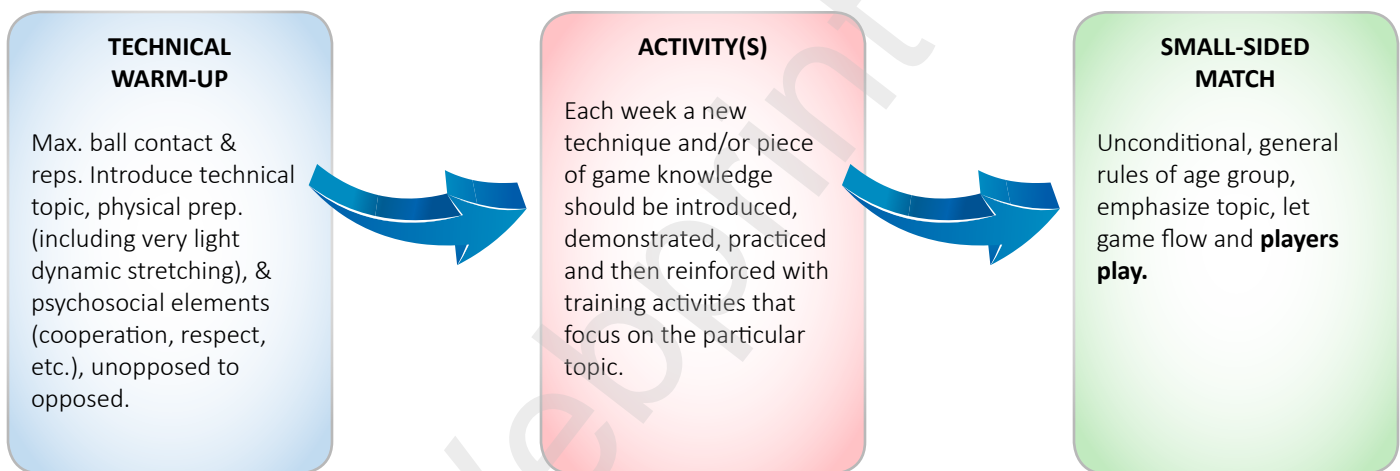 TECHNICAL
WARM-UP
Max. ball contact &
reps. Introduce technical
topic, physical prep.
(including very light
dynamic stretching), &
psychosocial elements
(cooperation, respect,
etc.), unopposed to
opposed.
ACTIVITY(S)
Each week a new
technique and/or piece
of game knowledge
should be introduced,
demonstrated, practiced
and then reinforced with
training activities that
focus on the particular
topic.
SMALL-SIDED
MATCH
Unconditional, general
rules of age group,
emphasize topic, let
game flow and players
play.